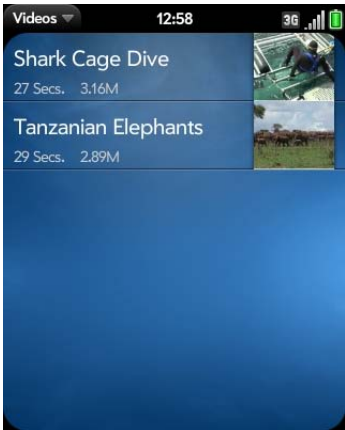 Videos 12:58 3G
Shark Cage Dive
27 Secs. 3.16M
Tanzanian Elephants
29 Secs. 2.89M